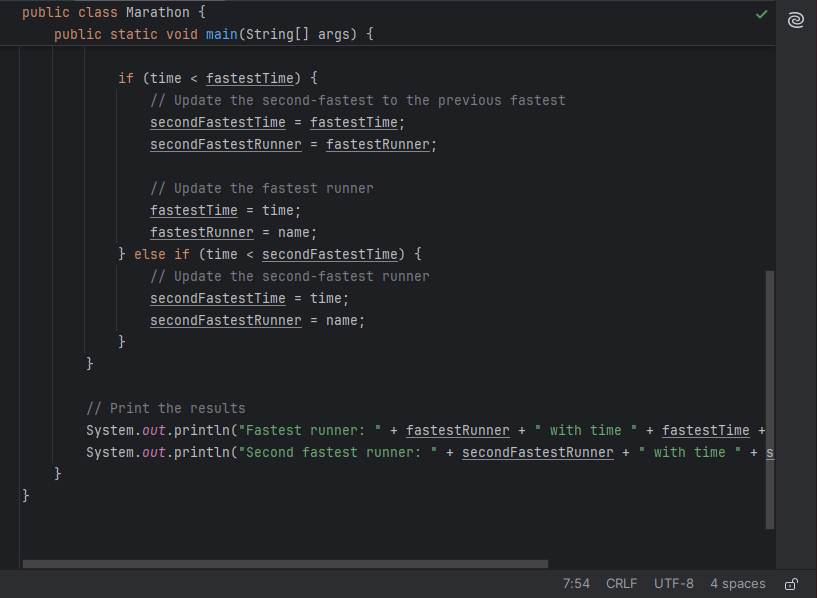 public class Marathon {
public static void main(String[] args) {
if (time < fastestTime) {
// Update the second-fastest to the previous fastest
secondFastestTime = fastestTime;
secondFastestRunner = fastestRunner;
// Update the fastest runner
fastestTime = time;
fastestRunner = name;
} else if (time < secondFastestTime) {
// Update the second-fastest runner
secondFastestTime = time;
secondFastestRunner = name;
}
}
// Print the results
System.out.println("Fastest runner: " + fastestRunner + " with time " + fastestTime +
System.out.println("Second fastest runner: " + secondFastestRunner + " with time " + s
}
}
7:54 CRLF UTF-8 4 spaces